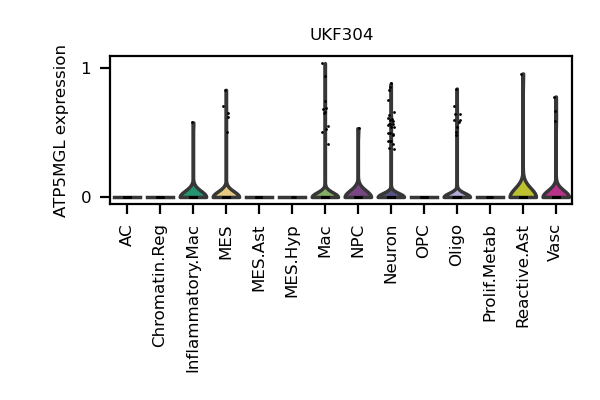 UKF304
ATP5MGL expression
1
0
AC
Chromatin.Reg
Inflammatory.Mac
MES
MES.Ast
MES.Hyp
Mac
NPC
Neuron
OPC
Oligo
Prolif.Metab
Reactive.Ast
Vasc